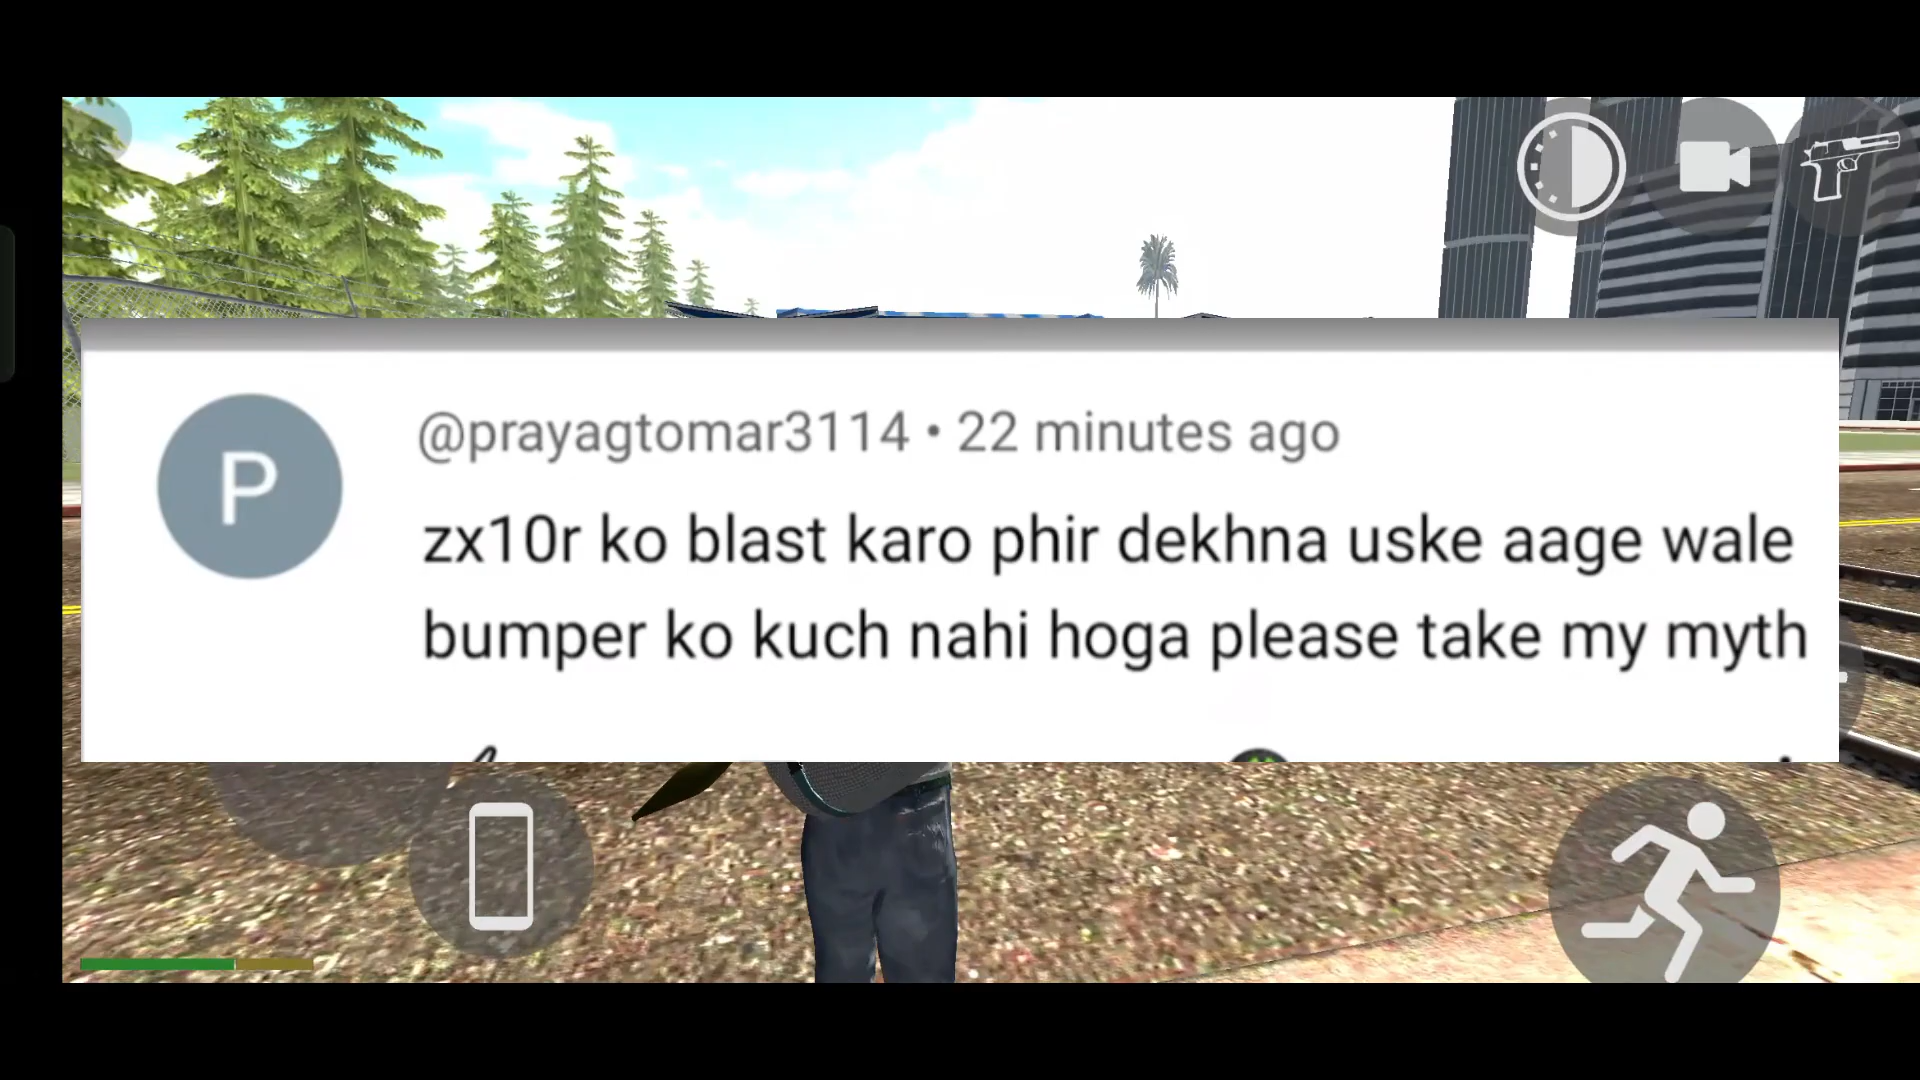 P
@prayagtomar3114 • 22 minutes ago
zx10r ko blast karo phir dekhna uske aage wale
bumper ko kuch nahi hoga please take my myth